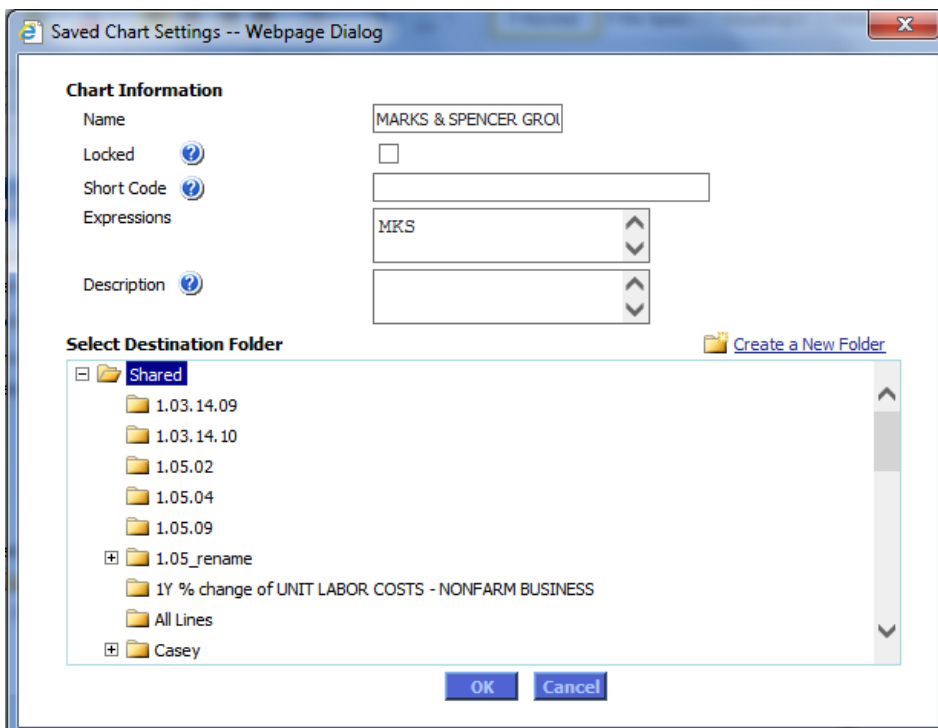 Saved Chart Settings -- Webpage Dialog
Chart Information
Name MARKS & SPENCER GROU
Locked
Short Code
Expressions MKS
Description
Select Destination Folder Create a New Folder
Shared
1.03.14.09
1.03.14.10
1.05.02
1.05.04
1.05.09
1.05_rename
1Y % change of UNIT LABOR COSTS - NONFARM BUSINESS
All Lines
Casey
OK Cancel